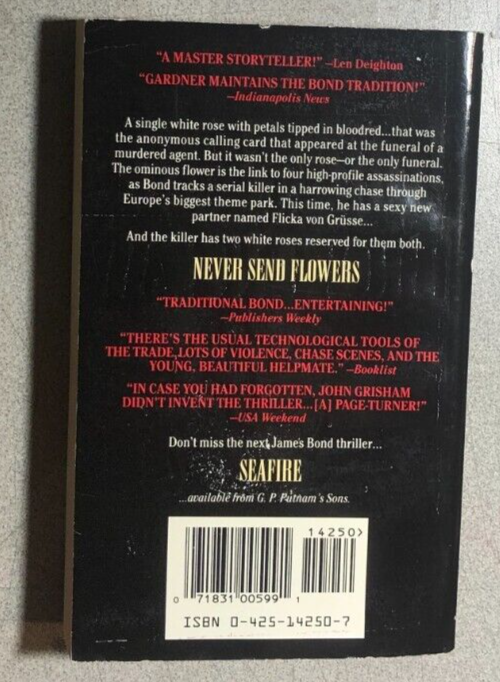 "A MASTER STORYTELLER!" —Len Deighton
"GARDNER MAINTAINS THE BOND TRADITION!"
—Indianapolis News
A single white rose with petals tipped in bloodred...that was
the anonymous calling card that appeared at the funeral of a
murdered agent. But it wasn't the only rose—or the only funeral.
The ominous flower is the link to four high-profile assassinations,
as Bond tracks a serial killer in a harrowing chase through
Europe's biggest theme park. This time, he has a sexy new
partner named Flicka von Grüsse...
And the killer has two white roses reserved for them both.
NEVER SEND FLOWERS
"TRADITIONAL BOND...ENTERTAINING!"
—Publishers Weekly
"THERE'S THE USUAL TECHNOLOGICAL TOOLS OF
THE TRADE, LOTS OF VIOLENCE, CHASE SCENES, AND THE
YOUNG, BEAUTIFUL HELPMATE." —Booklist
"IN CASE YOU HAD FORGOTTEN, JOHN GRISHAM
DIDN'T INVENT THE THRILLER...[A] PAGE-TURNER!"
—USA Weekend
Don't miss the next James Bond thriller...
SEAFIRE
...available from G. P. Putnam's Sons.
14250>
0 71831 00599 1
ISBN 0-425-14250-7